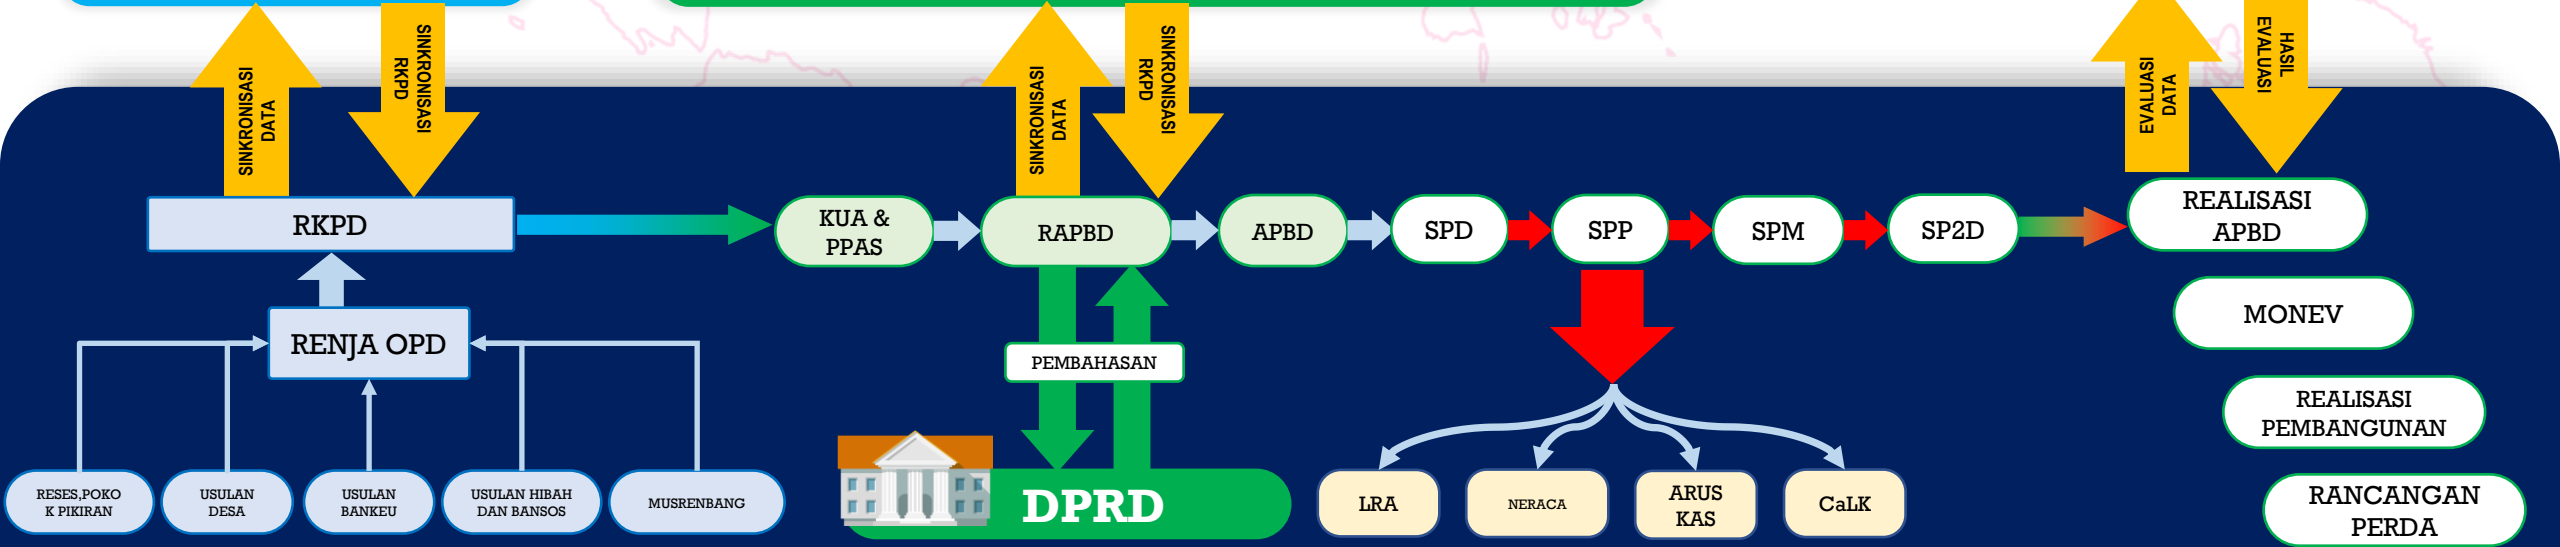 SINKRONISASI
DATA
SINKRONISASI
RKPD
SINKRONISASI
DATA
SINKRONISASI
RKPD
EVALUASI
DATA
HASIL
EVALUASI
RKPD
KUA &
PPAS
RAPBD
APBD
SPD
SPP
SPM
SP2D
REALISASI
APBD
MONEV
REALISASI
PEMBANGUNAN
RANCANGAN
PERDA
RENJA OPD
PEMBAHASAN
RESES,POKO
K PIKIRAN
USULAN
DESA
USULAN
BANKEU
USULAN HIBAH
DAN BANSOS
MUSRENBANG
DPRD
LRA
NERACA
ARUS
KAS
CaLK